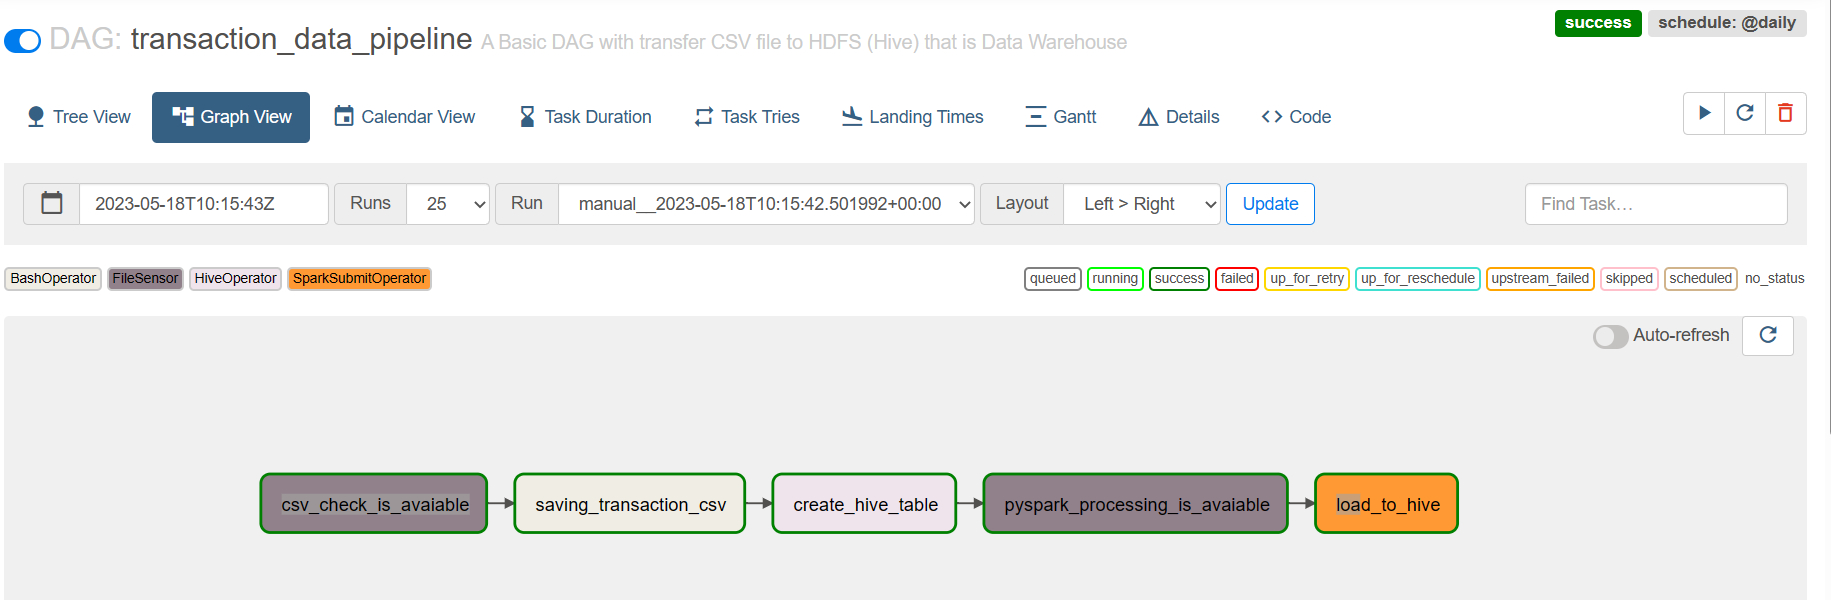 DAG: transaction_data_pipeline A Basic DAG with transfer CSV file to HDFS (Hive) that is Data Warehouse
success schedule: @daily
Tree View Graph View Calendar View Task Duration Task Tries Landing Times Gantt Details Code
2023-05-18T10:15:43Z Runs 25 Run manual__2023-05-18T10:15:42.501992+00:00 Layout Left > Right Update Find Task...
BashOperator FileSensor HiveOperator SparkSubmitOperator queued running success failed up_for_retry up_for_reschedule upstream_failed skipped scheduled no_status
Auto-refresh
csv_check_is_avaiable saving_transaction_csv create_hive_table pyspark_processing_is_avaiable load_to_hive